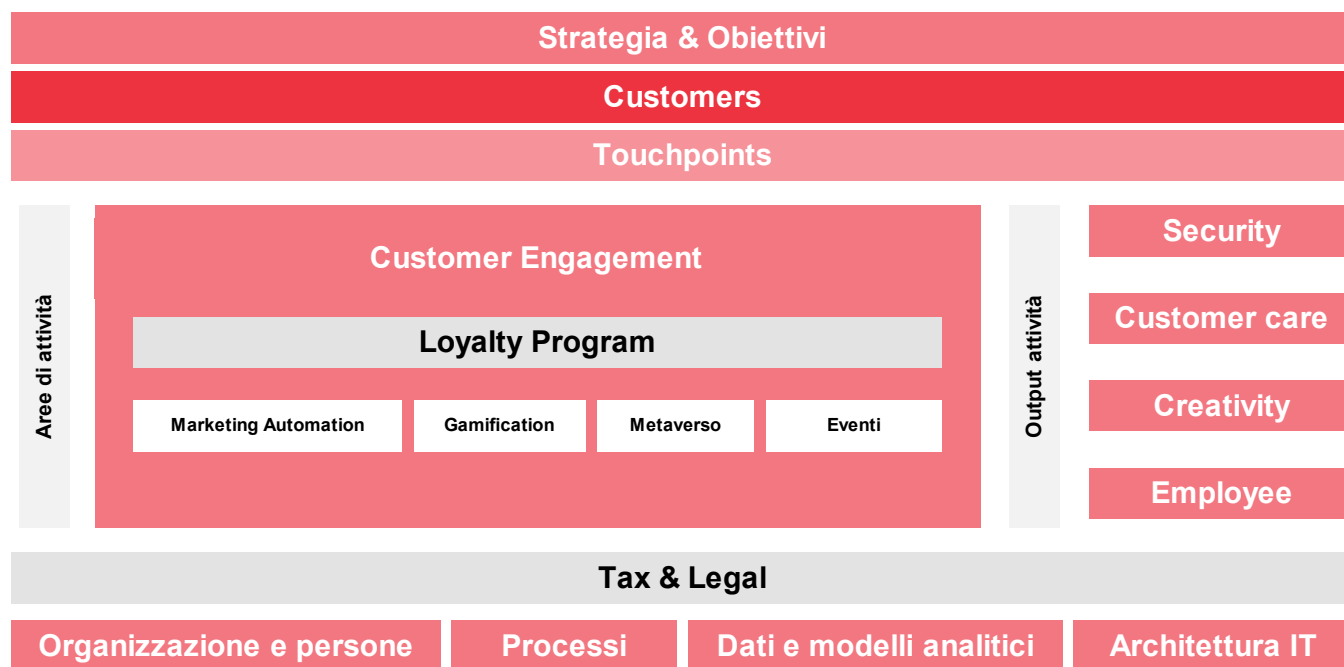 Strategia & Obiettivi
Customers
Touchpoints
Aree di attività
Customer Engagement
Loyalty Program
Marketing Automation
Gamification
Metaverso
Eventi
Output attività
Security
Customer care
Creativity
Employee
Tax & Legal
Organizzazione e persone
Processi
Dati e modelli analitici
Architettura IT